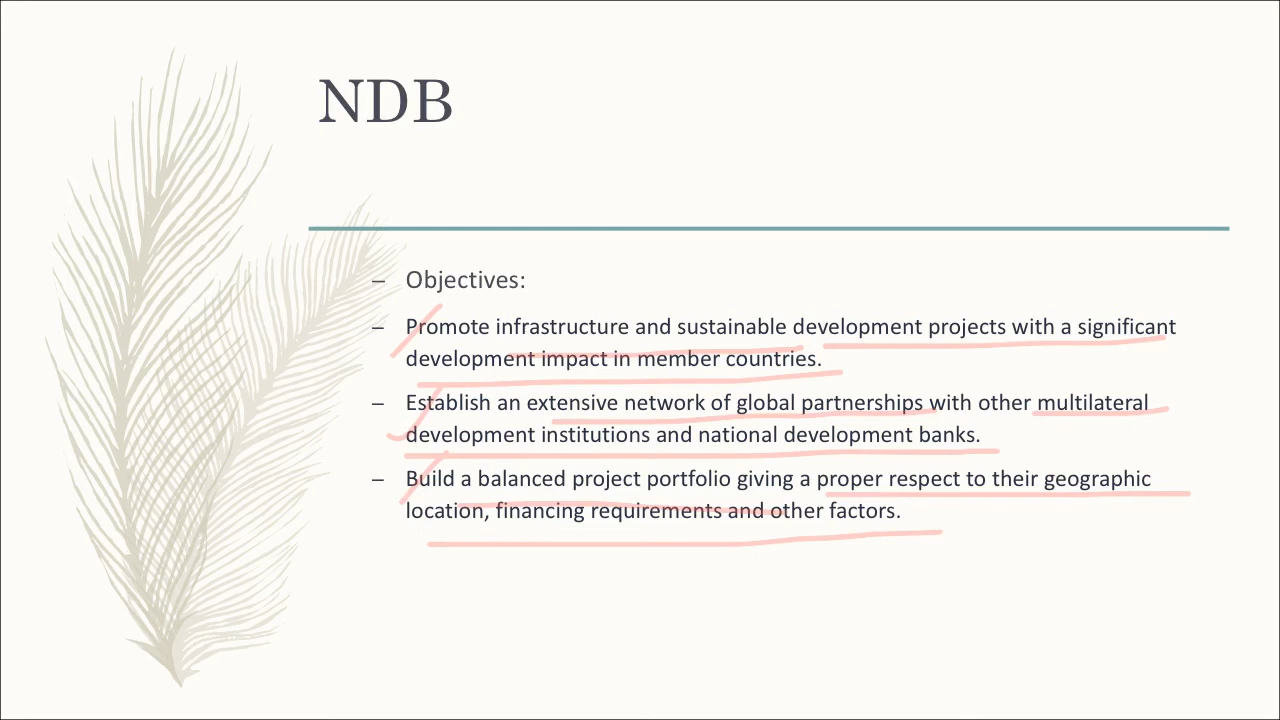 NDB
– Objectives:
– Promote infrastructure and sustainable development projects with a significant
development impact in member countries.
– Establish an extensive network of global partnerships with other multilateral
development institutions and national development banks.
– Build a balanced project portfolio giving a proper respect to their geographic
location, financing requirements and other factors.